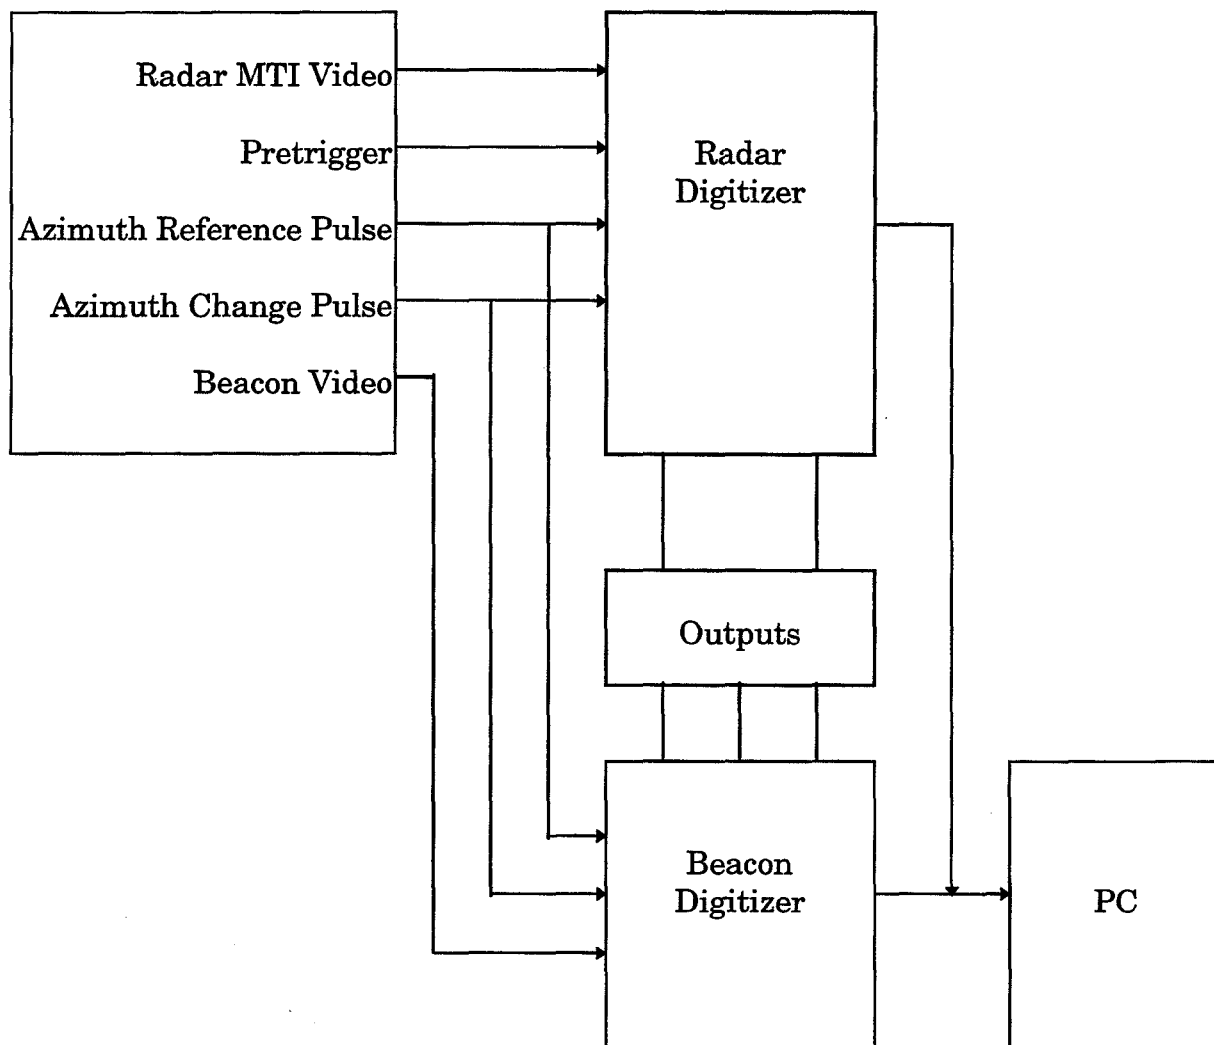 Radar MTI Video
Pretrigger
Azimuth Reference Pulse
Azimuth Change Pulse
Beacon Video
Radar
Digitizer
Outputs
Beacon
Digitizer
PC